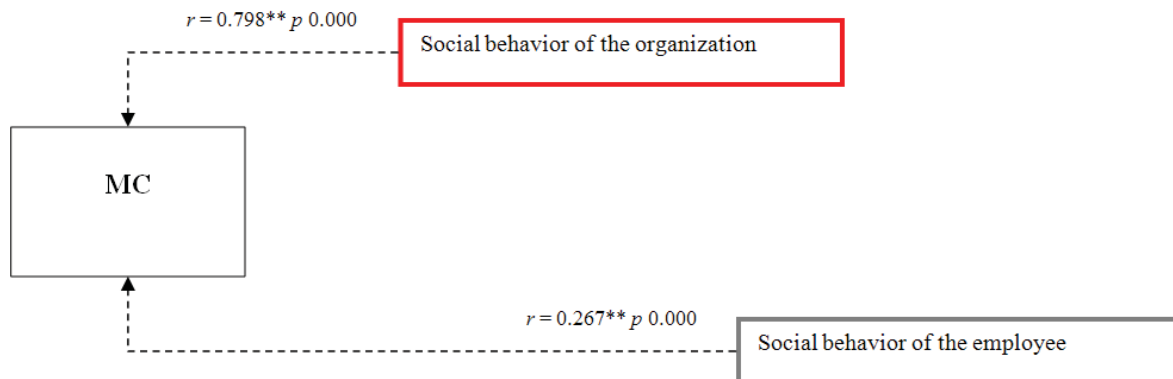 r = 0.798** p 0.000
Social behavior of the organization
MC
r = 0.267** p 0.000
Social behavior of the employee